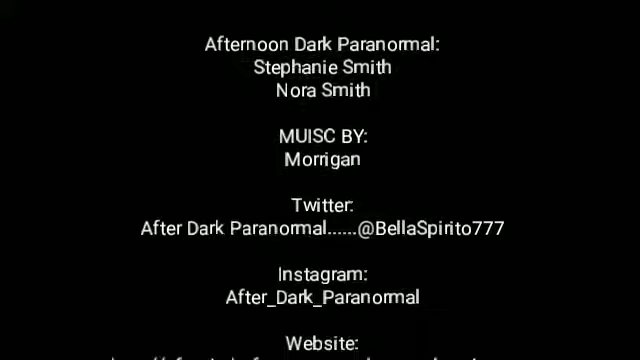 Afternoon Dark Paranormal:
Stephanie Smith
Nora Smith
MUISC BY:
Morrigan
Twitter:
After Dark Paranormal......@BellaSpirito777
Instagram:
After_Dark_Paranormal
Website: